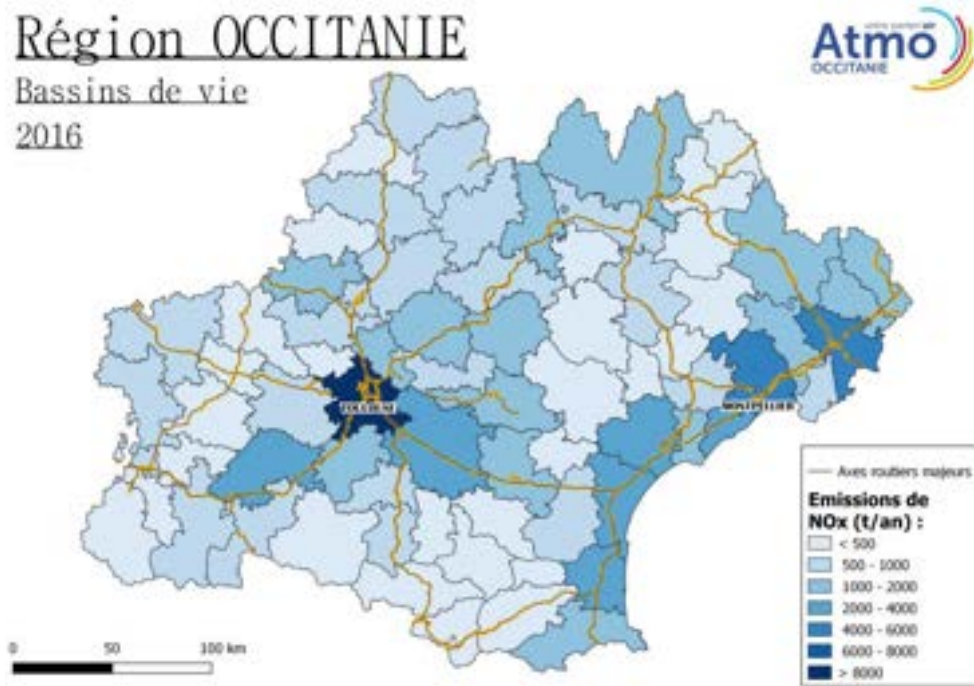 Région OCCITANIE
Bassins de vie
2016
Atmo
OCCITANIE
TOULOUSE
MONTPELLIER
Axes routiers majeurs
Emissions de
NOx (t/an) :
< 500
500 - 1000
1000 - 2000
2000 - 4000
4000 - 6000
6000 - 8000
> 8000
0 50 100 km